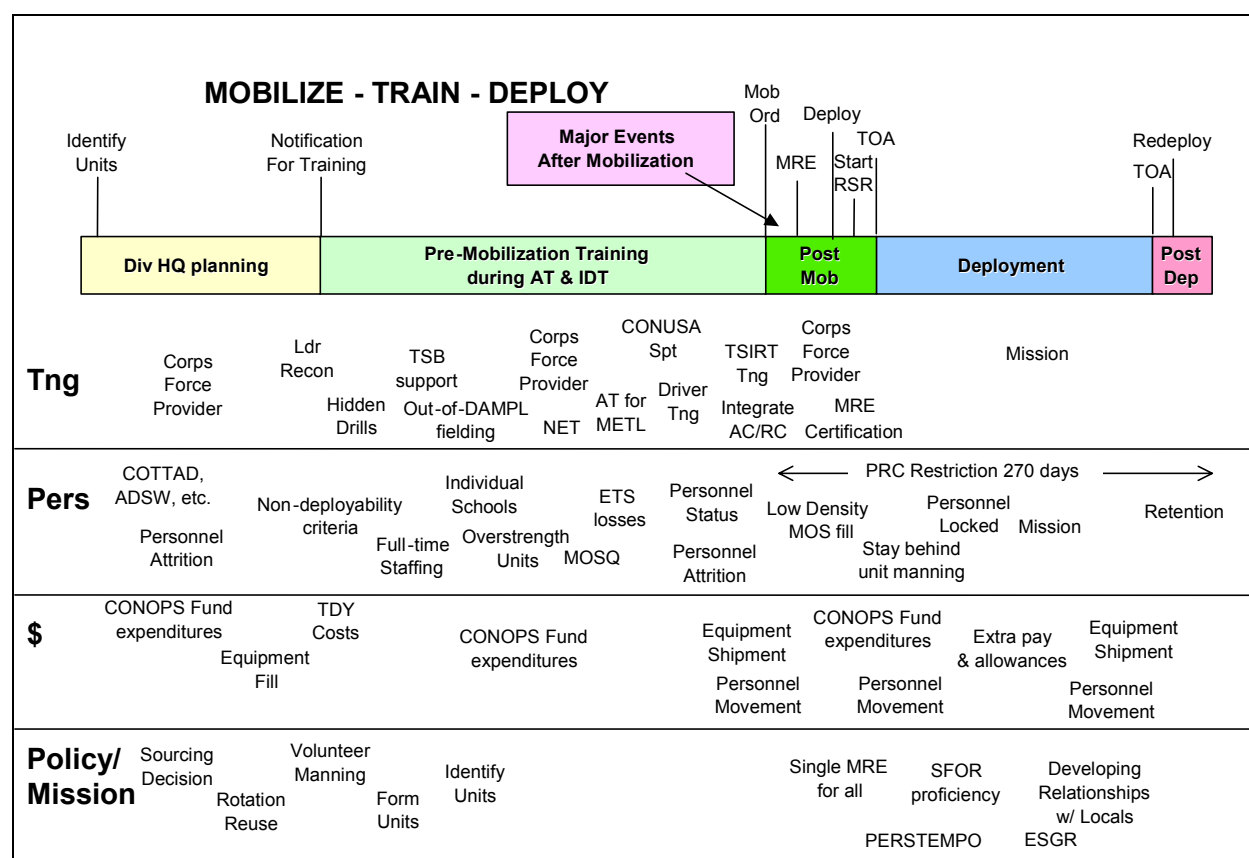 MOBILIZE - TRAIN - DEPLOY
Identify
Units
Notification
For Training
Major Events
After Mobilization
Mob
Ord
MRE
Deploy
Start
RSR
TOA
TOA
Redeploy
Div HQ planning
Pre-Mobilization Training
during AT & IDT
Post
Mob
Deployment
Post
Dep
Tng
Corps
Force
Provider
Ldr
Recon
Hidden
Drills
TSB
support
Out-of-DAMPL
fielding
Corps
Force
Provider
NET
AT for
METL
CONUSA
Spt
Driver
Tng
TSIRT
Tng
Integrate
AC/RC
Corps
Force
Provider
MRE
Certification
Mission
Pers
COTTAD,
ADSW, etc.
Personnel
Attrition
Non-deployability
criteria
Full-time
Staffing
Individual
Schools
Overstrength
Units
MOSQ
ETS
losses
Personnel
Status
Personnel
Attrition
PRC Restriction 270 days
Low Density
MOS fill
Stay behind
unit manning
Personnel
Locked
Mission
Retention
$
CONOPS Fund
expenditures
Equipment
Fill
TDY
Costs
CONOPS Fund
expenditures
Equipment
Shipment
Personnel
Movement
CONOPS Fund
expenditures
Personnel
Movement
Extra pay
& allowances
Equipment
Shipment
Personnel
Movement
Policy/
Mission
Sourcing
Decision
Rotation
Reuse
Volunteer
Manning
Form
Units
Identify
Units
Single MRE
for all
PERSTEMPO
SFOR
proficiency
ESGR
Developing
Relationships
w/ Locals